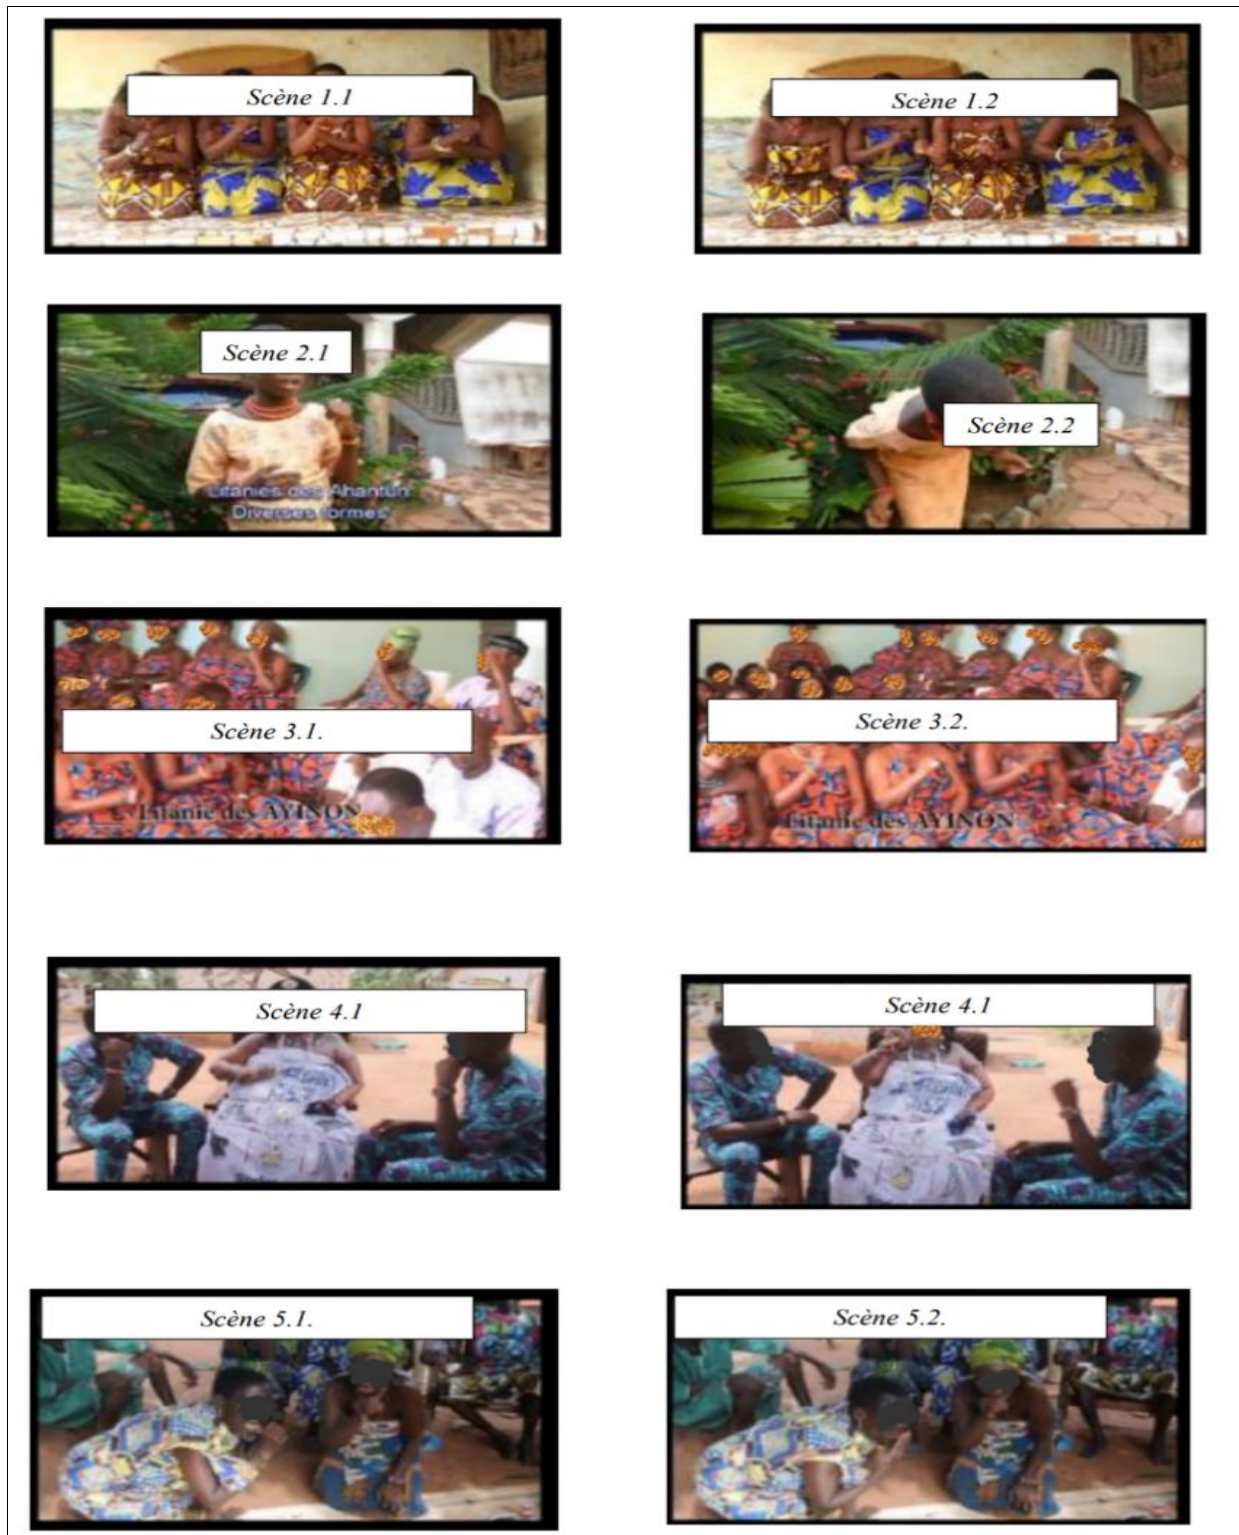 Scène 1.1
Scène 1.2
Scène 2.1
Litanies des Ahantun
Diverses formes
Scène 2.2
Scène 3.1.
Litanie des AYINON
Scène 3.2.
Litanie des AYINON
Scène 4.1
Scène 4.1
Scène 5.1.
Scène 5.2.